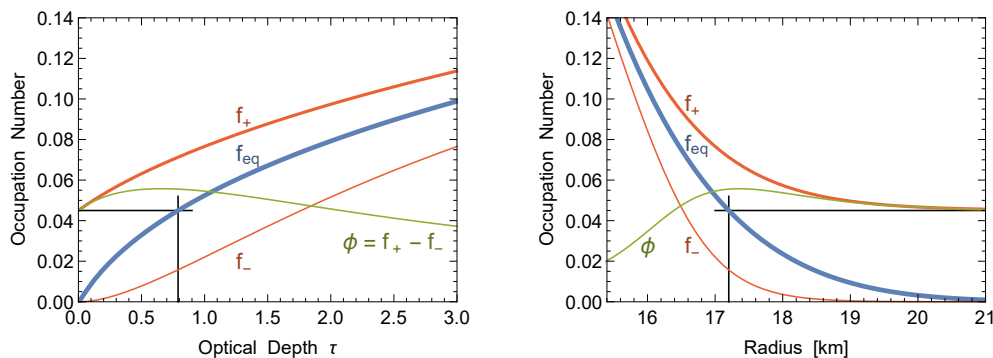 0.14
0.12
0.10
0.08
0.06
0.04
0.02
0.00
Occupation Number
f+
feq
f−
ϕ = f+ − f−
0.0 0.5 1.0 1.5 2.0 2.5 3.0
Optical Depth τ
0.14
0.12
0.10
0.08
0.06
0.04
0.02
0.00
Occupation Number
f+
feq
ϕ
f−
16 17 18 19 20 21
Radius [km]